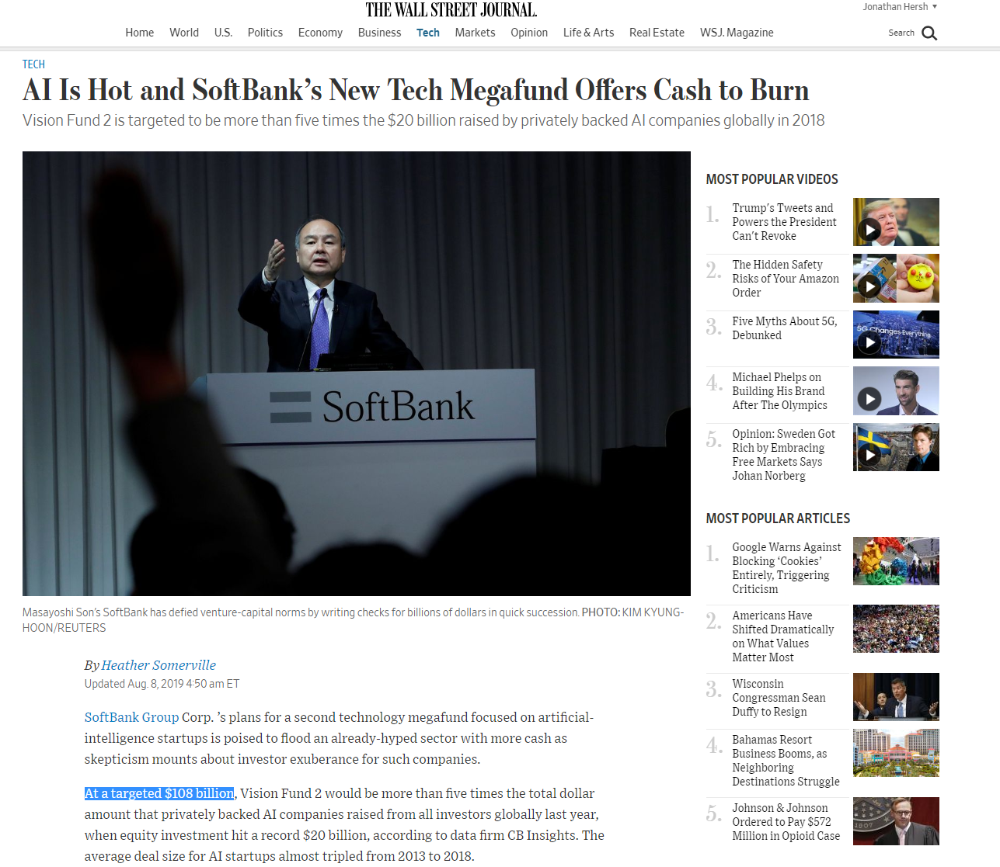 THE WALL STREET JOURNAL.
Jonathan Hersh
Home World U.S. Politics Economy Business Tech Markets Opinion Life & Arts Real Estate WSJ. Magazine
Search
TECH
AI Is Hot and SoftBank’s New Tech Megafund Offers Cash to Burn
Vision Fund 2 is targeted to be more than five times the $20 billion raised by privately backed AI companies globally in 2018
SoftBank
Masayoshi Son’s SoftBank has defied venture-capital norms by writing checks for billions of dollars in quick succession. PHOTO: KIM KYUNG-
HOON/REUTERS
By Heather Somerville
Updated Aug. 8, 2019 4:50 am ET
SoftBank Group Corp. ’s plans for a second technology megafund focused on artificial-
intelligence startups is poised to flood an already-hyped sector with more cash as
skepticism mounts about investor exuberance for such companies.
At a targeted $108 billion, Vision Fund 2 would be more than five times the total dollar
amount that privately backed AI companies raised from all investors globally last year,
when equity investment hit a record $20 billion, according to data firm CB Insights. The
average deal size for AI startups almost tripled from 2013 to 2018.
MOST POPULAR VIDEOS
1. Trump’s Tweets and
Powers the President
Can’t Revoke
2. The Hidden Safety
Risks of Your Amazon
Order
3. Five Myths About 5G,
Debunked
5G Changes Everything
4. Michael Phelps on
Building His Brand
After The Olympics
5. Opinion: Sweden Got
Rich by Embracing
Free Markets Says
Johan Norberg
MOST POPULAR ARTICLES
1. Google Warns Against
Blocking ‘Cookies’
Entirely, Triggering
Criticism
2. Americans Have
Shifted Dramatically
on What Values
Matter Most
3. Wisconsin
Congressman Sean
Duffy to Resign
4. Bahamas Resort
Business Booms, as
Neighboring
Destinations Struggle
5. Johnson & Johnson
Ordered to Pay $572
Million in Opioid Case
1807